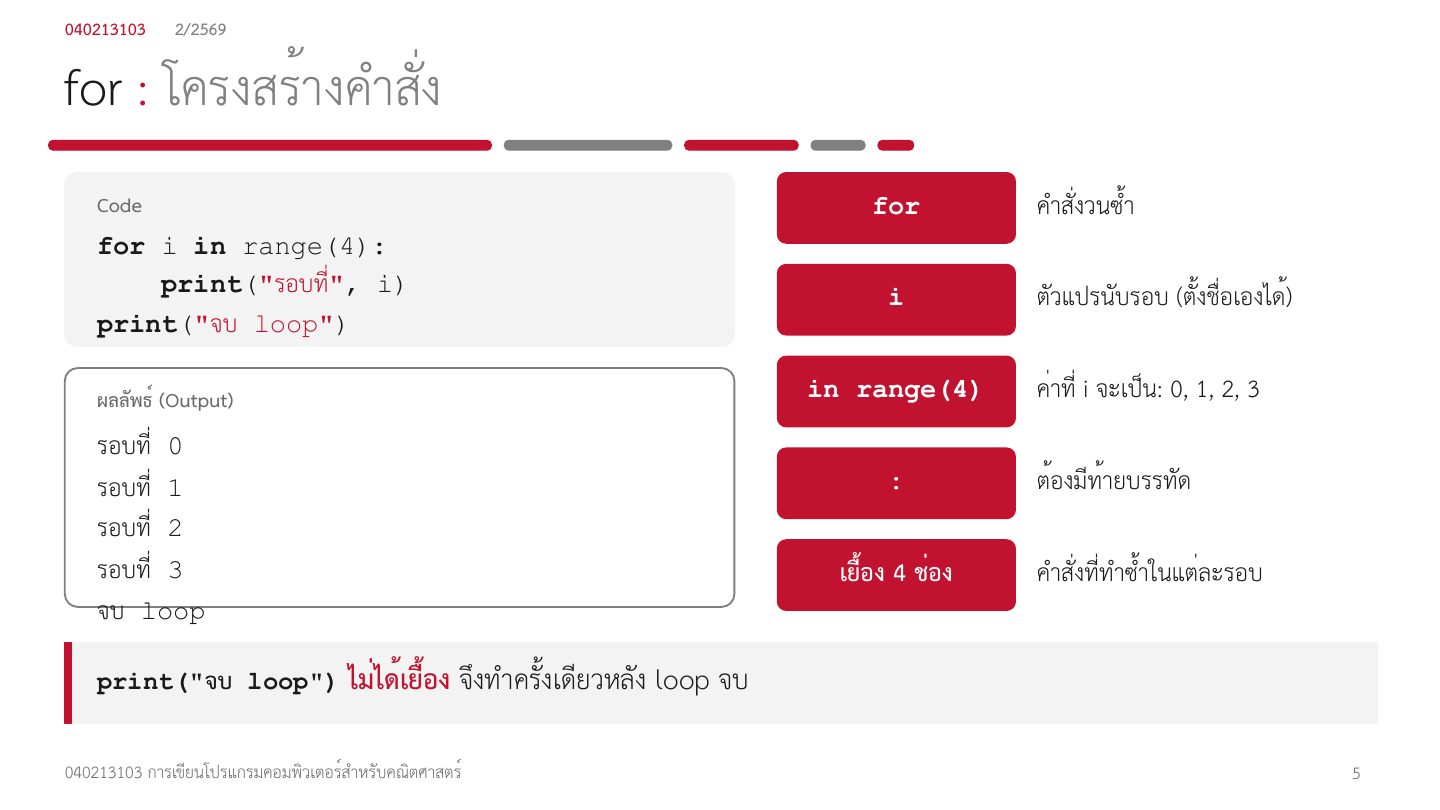 040213103 2/2569
for : โครงสร้างคำสั่ง
Code
for i in range(4):
    print("รอบที่", i)
print("จบ loop")
ผลลัพธ์ (Output)
รอบที่ 0
รอบที่ 1
รอบที่ 2
รอบที่ 3
จบ loop
for คำสั่งวนซ้ำ
i ตัวแปรนับรอบ (ตั้งชื่อเองได้)
in range(4) ค่าที่ i จะเป็น: 0, 1, 2, 3
: ต้องมีท้ายบรรทัด
เยื้อง 4 ช่อง คำสั่งที่ทำซ้ำในแต่ละรอบ
print("จบ loop") ไม่ได้เยื้อง จึงทำครั้งเดียวหลัง loop จบ
040213103 การเขียนโปรแกรมคอมพิวเตอร์สำหรับคณิตศาสตร์ 5